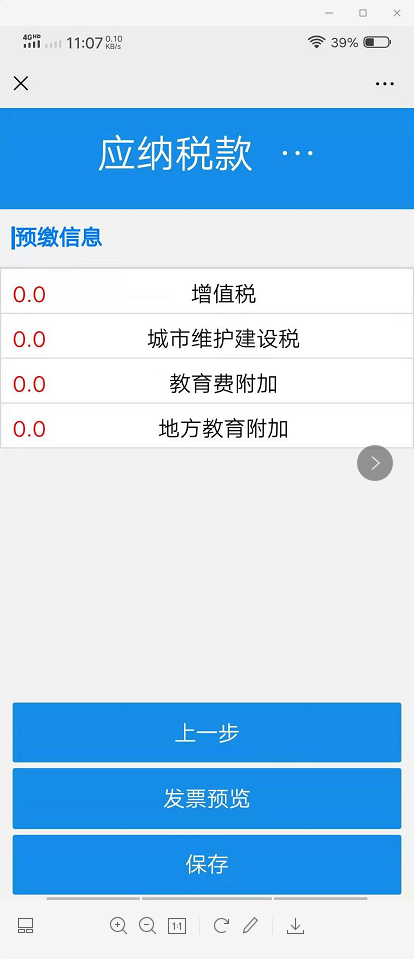 4G HD 11:07 0.10 KB/s 39%
应纳税款 ···
预缴信息
0.0 增值税
0.0 城市维护建设税
0.0 教育费附加
0.0 地方教育附加
上一步
发票预览
保存
1:1